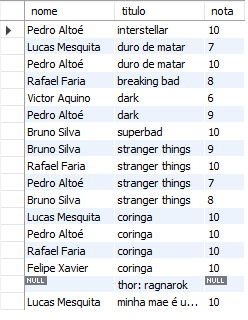 nome titulo nota
Pedro Altoé interstellar 10
Lucas Mesquita duro de matar 7
Pedro Altoé duro de matar 10
Rafael Faria breaking bad 8
Victor Aquino dark 6
Pedro Altoé dark 9
Bruno Silva superbad 10
Bruno Silva stranger things 9
Rafael Faria stranger things 10
Pedro Altoé stranger things 7
Bruno Silva stranger things 8
Lucas Mesquita coringa 10
Pedro Altoé coringa 10
Rafael Faria coringa 10
Felipe Xavier coringa 10
NULL thor: ragnarok NULL
Lucas Mesquita minha mae é u... 10